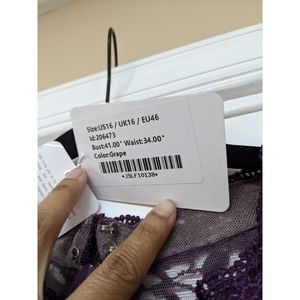 Size:US16 / UK16 / EU46
Id:206473
Bust:41.00" Waist:34.00"
Color:Grape
*JSLF10138*